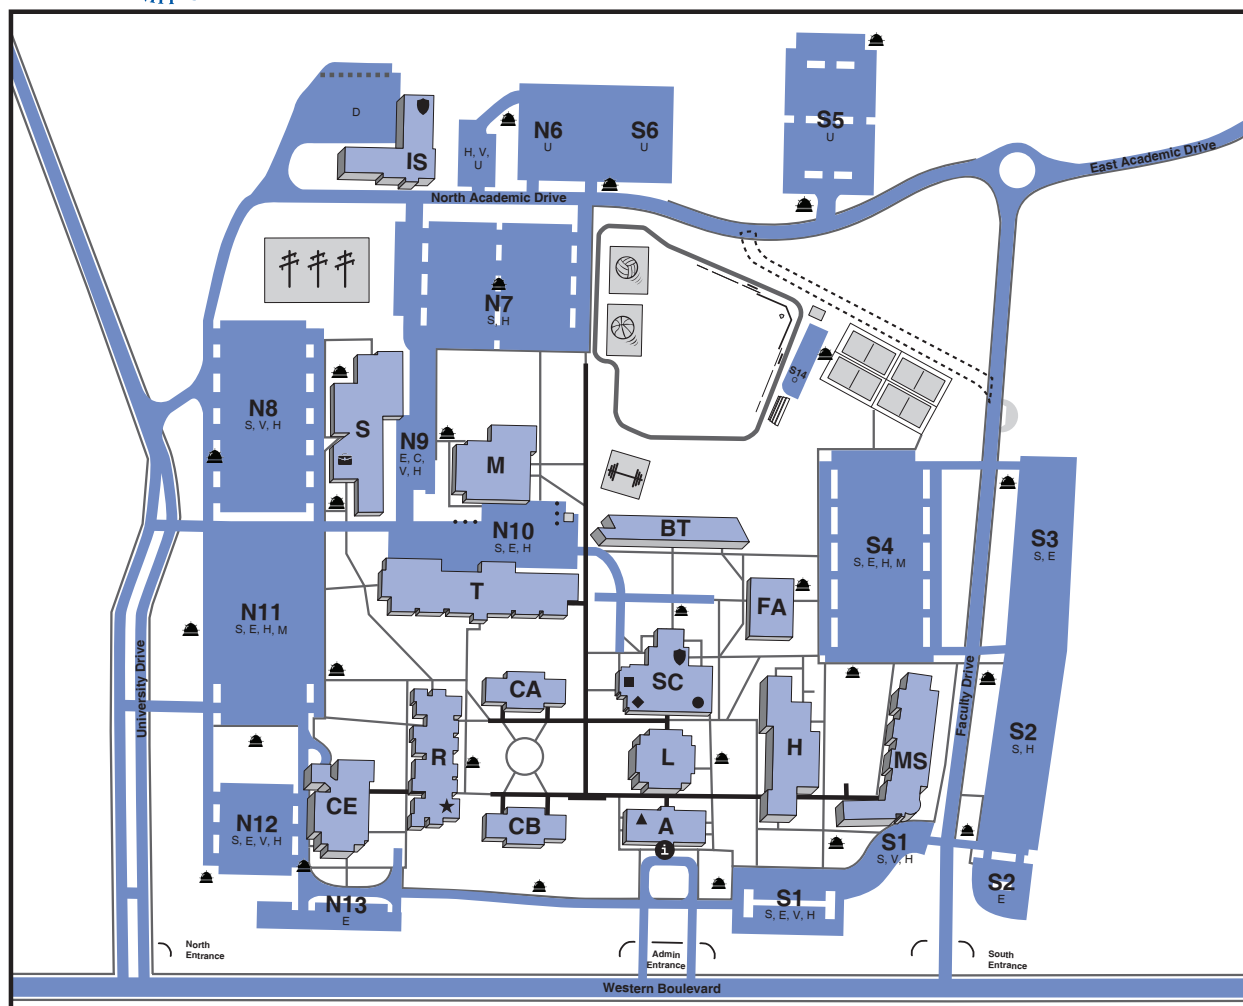 D
IS
H, V,
U
N6
U
S6
U
S5
U
East Academic Drive
North Academic Drive
N7
S, H
S14
O
N8
S, V, H
S
N9
E, C,
V, H
M
N10
S, E, H
BT
S4
S, E, H, M
S3
S, E
T
FA
N11
S, E, H, M
University Drive
SC
CA
Faculty Drive
S2
S, H
R
L
H
MS
CE
CB
A
i
N12
S, E, V, H
S1
S, V, H
S2
E
N13
E
S1
S, E, V, H
North
Entrance
Admin
Entrance
South
Entrance
Western Boulevard